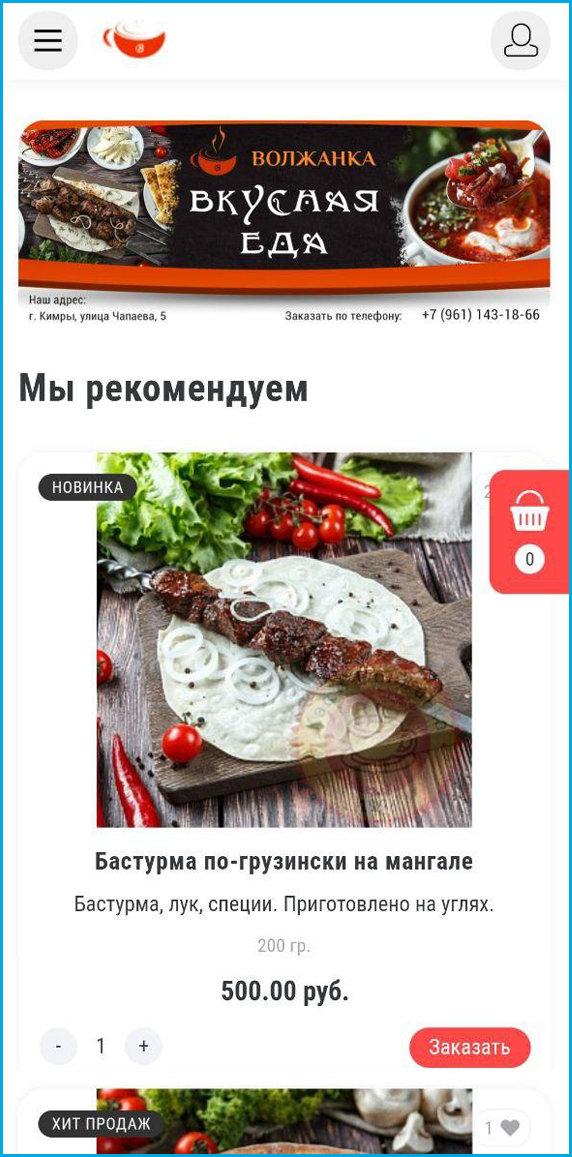 ВОЛЖАНКА
ВКУСНАЯ
ЕДА
Наш адрес:
г. Кимры, улица Чапаева, 5
Заказать по телефону: +7 (961) 143-18-66
Мы рекомендуем
НОВИНКА
2
0
Бастурма по-грузински на мангале
Бастурма, лук, специи. Приготовлено на углях.
200 гр.
500.00 руб.
- 1 +
Заказать
ХИТ ПРОДАЖ
1